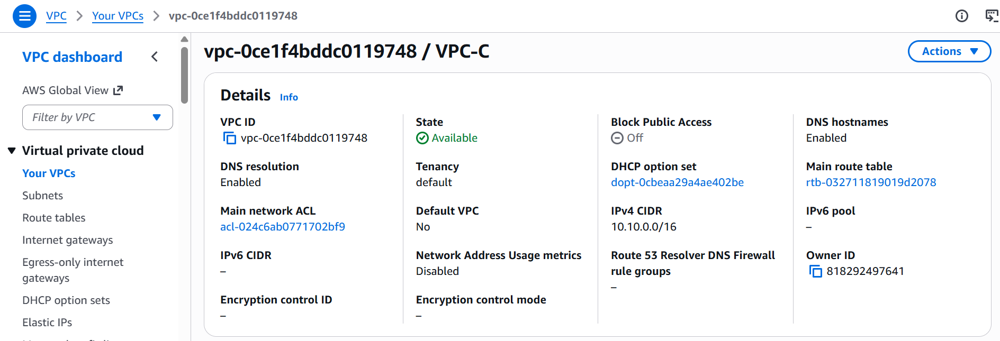 VPC > Your VPCs > vpc-0ce1f4bddc0119748
VPC dashboard
AWS Global View
Filter by VPC
Virtual private cloud
Your VPCs
Subnets
Route tables
Internet gateways
Egress-only internet
gateways
DHCP option sets
Elastic IPs
vpc-0ce1f4bddc0119748 / VPC-C
Actions
Details Info
VPC ID
vpc-0ce1f4bddc0119748
State
Available
Block Public Access
Off
DNS hostnames
Enabled
DNS resolution
Enabled
Tenancy
default
DHCP option set
dopt-0cbeaa29a4ae402be
Main route table
rtb-032711819019d2078
Main network ACL
acl-024c6ab0771702bf9
Default VPC
No
IPv4 CIDR
10.10.0.0/16
IPv6 pool
–
IPv6 CIDR
–
Network Address Usage metrics
Disabled
Route 53 Resolver DNS Firewall
rule groups
–
Owner ID
818292497641
Encryption control ID
–
Encryption control mode
–